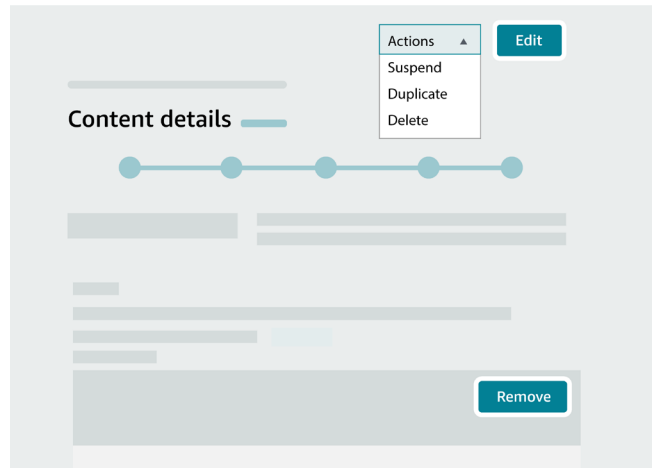 Actions ▲
Edit
Suspend
Duplicate
Delete
Content details
Remove